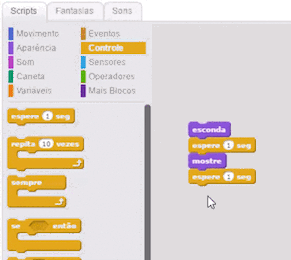 Scripts Fantasias Sons
Movimento Eventos
Aparência Controle
Som Sensores
Caneta Operadores
Variáveis Mais Blocos
espere 1 seg
repita 10 vezes
sempre
se então
esconda
espere 1 seg
mostre
espere 1 seg